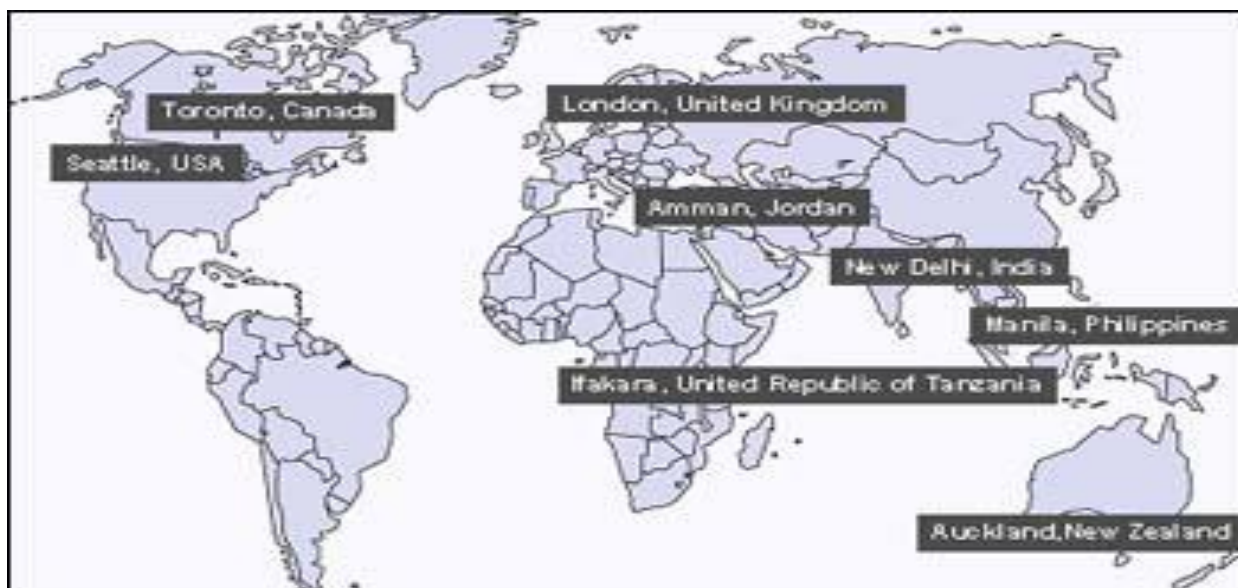 Toronto, Canada
London, United Kingdom
Seattle, USA
Amman, Jordan
New Delhi, India
Manila, Philippines
Ifakara, United Republic of Tanzania
Auckland,New Zealand